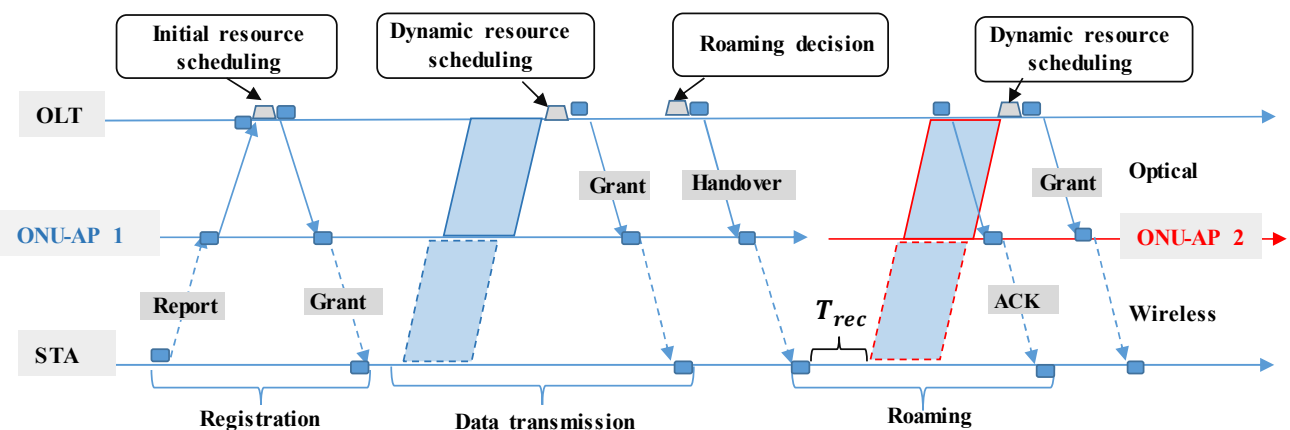 Initial resource
scheduling
Dynamic resource
scheduling
Roaming decision
Dynamic resource
scheduling
OLT
Optical
Grant
Handover
Grant
ONU-AP 1
ONU-AP 2
Report
Grant
ACK
Wireless
T_rec
STA
Registration
Data transmission
Roaming